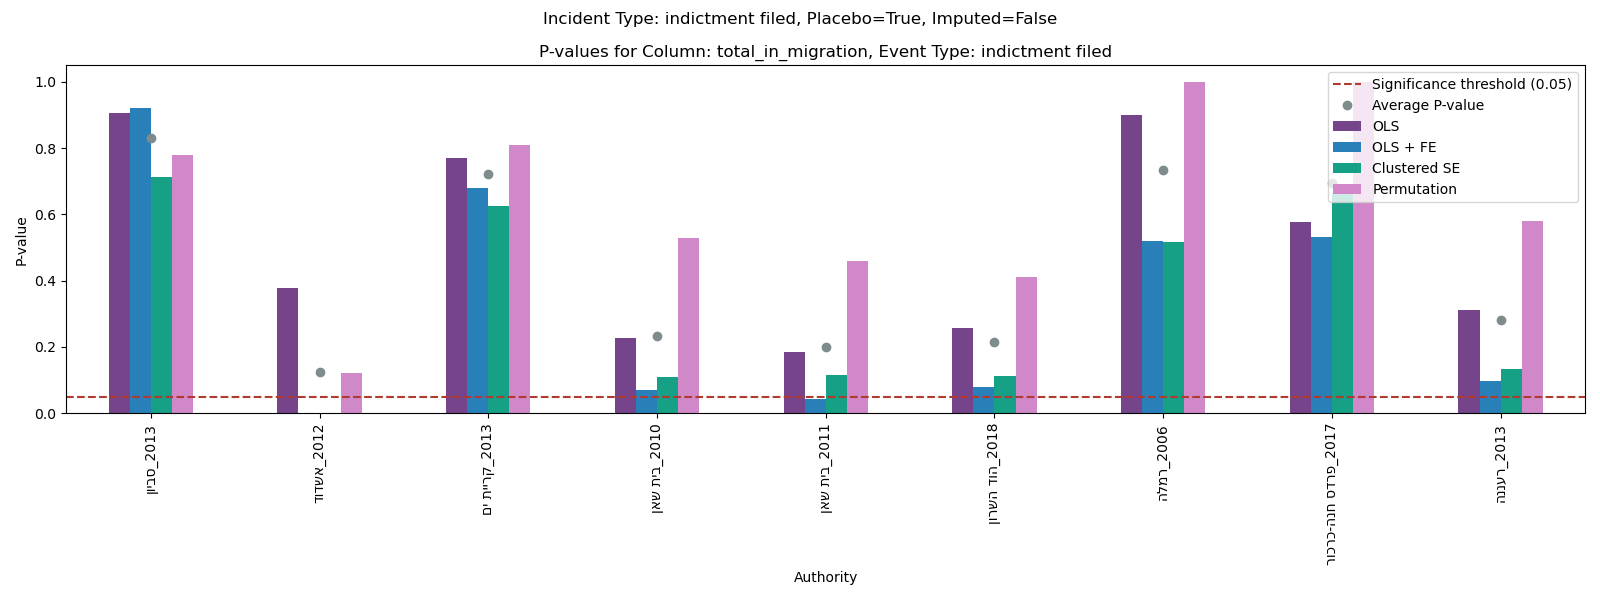 Incident Type: indictment filed, Placebo=True, Imputed=False
P-values for Column: total_in_migration, Event Type: indictment filed
P-value
1.0
0.8
0.6
0.4
0.2
0.0
Significance threshold (0.05)
Average P-value
OLS
OLS + FE
Clustered SE
Permutation
סביון_2013
אשדוד_2012
קריית ים_2013
בית שאן_2010
בית שאן_2011
הוד השרון_2018
רמלה_2006
פרדס חנה-כרכור_2017
רעננה_2013
Authority